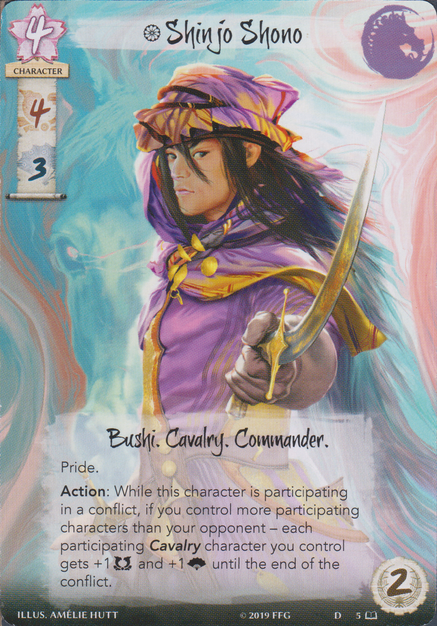 4
Shinjo Shono
CHARACTER
4
3
Bushi. Cavalry. Commander.
Pride.
Action: While this character is participating
in a conflict, if you control more participating
characters than your opponent – each
participating Cavalry character you control
gets +1 and +1 until the end of the
conflict.
2
ILLUS. AMÉLIE HUTT
© 2019 FFG
D 5